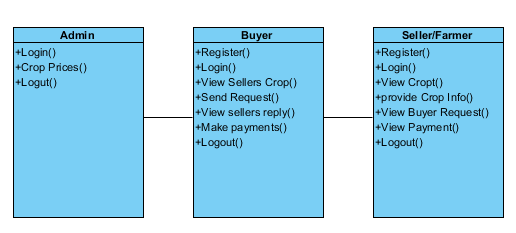 Admin
+Login()
+Crop Prices()
+Logut()
Buyer
+Register()
+Login()
+View Sellers Crop()
+Send Request()
+View sellers reply()
+Make payments()
+Logout()
Seller/Farmer
+Register()
+Login()
+View Cropt()
+provide Crop Info()
+View Buyer Request()
+View Payment()
+Logout()